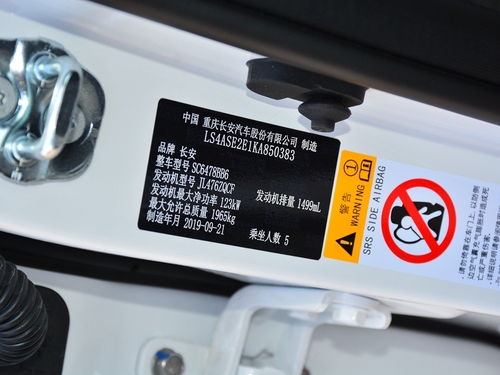 中国 重庆长安汽车股份有限公司 制造
LS4ASE2E1KA850383
品牌 长安
整车型号 SC6478BB6
发动机型号 JL476ZQCF
发动机排量 1499mL
发动机最大净功率 123kW
最大允许总质量 1965kg
乘坐人数 5
制造年月 2019-09-21
警告
WARNING
SRS SIDE AIRBAG